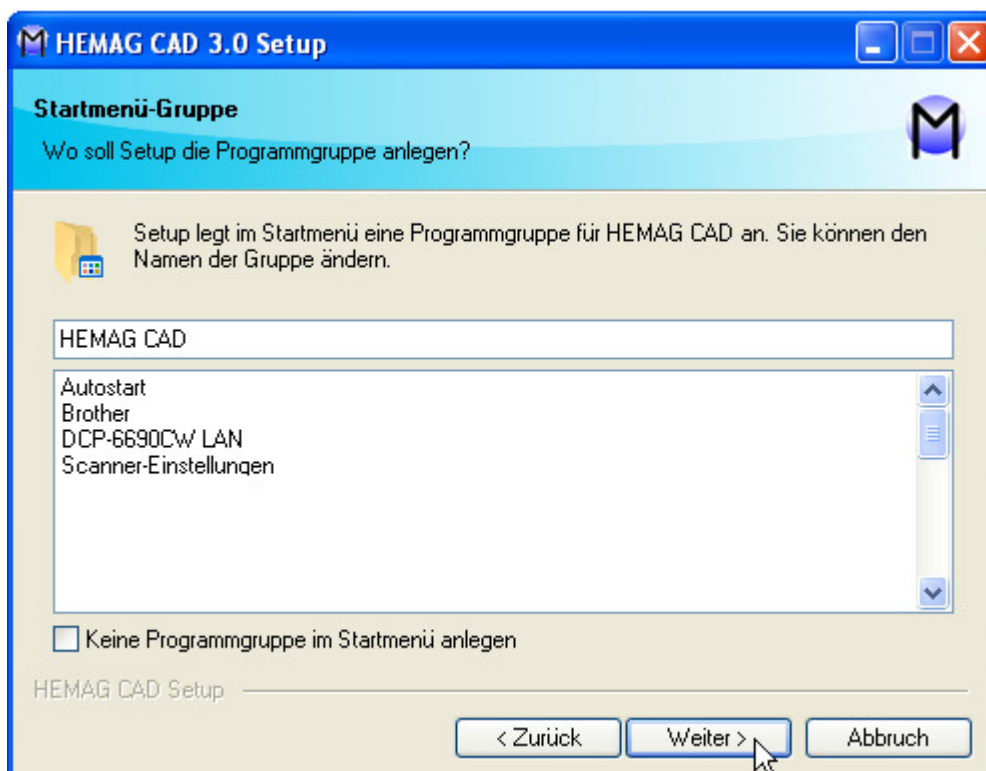 HEMAG CAD 3.0 Setup
Startmenü-Gruppe
Wo soll Setup die Programmgruppe anlegen?
Setup legt im Startmenü eine Programmgruppe für HEMAG CAD an. Sie können den
Namen der Gruppe ändern.
HEMAG CAD
Autostart
Brother
DCP-6690CW LAN
Scanner-Einstellungen
Keine Programmgruppe im Startmenü anlegen
HEMAG CAD Setup
< Zurück
Weiter >
Abbruch